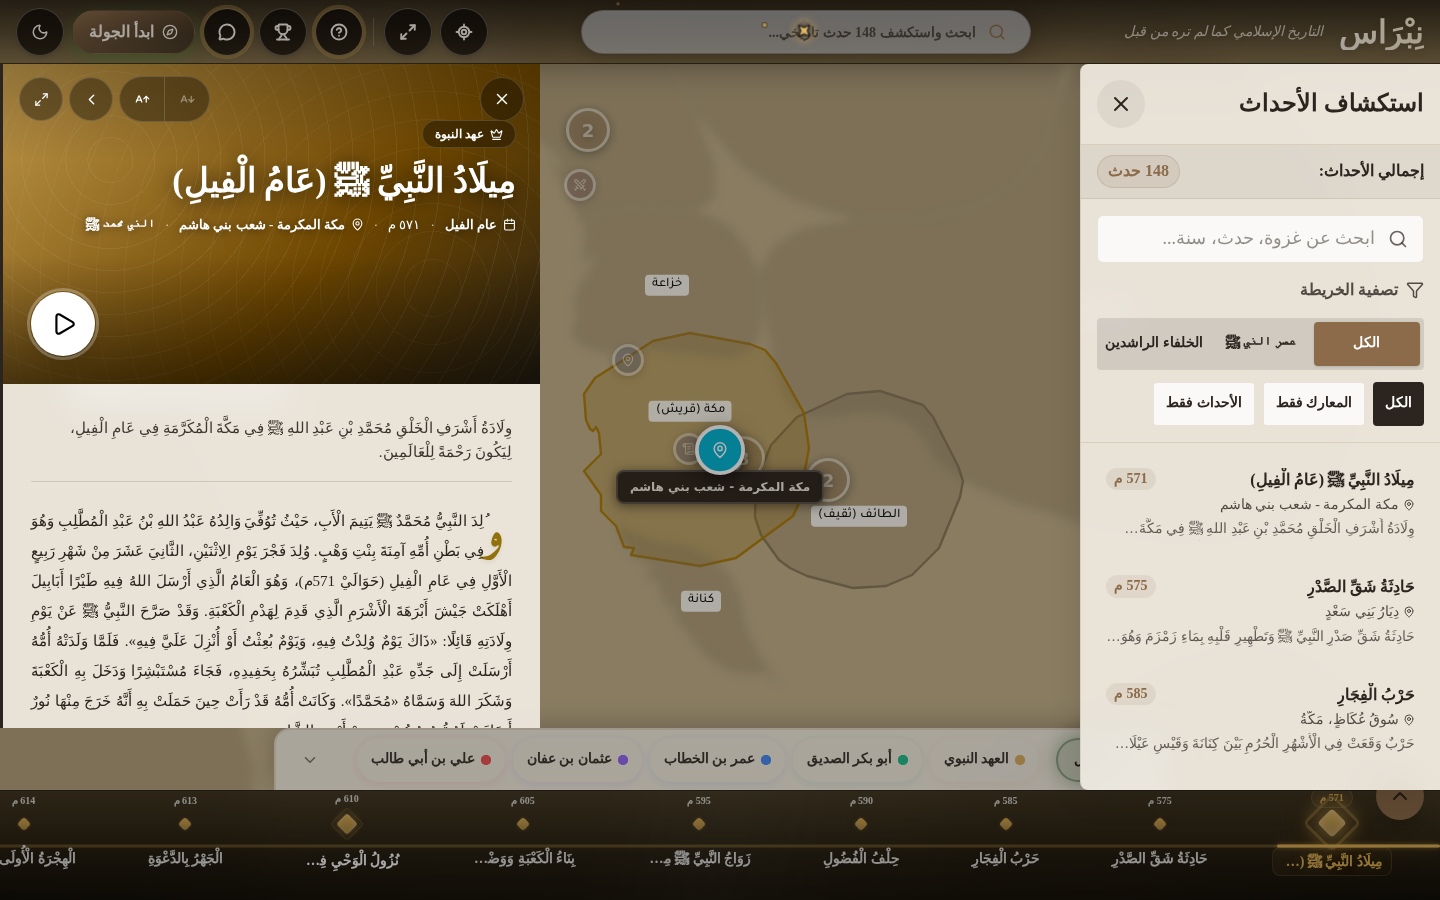 نِبْرَاس
التاريخ الإسلامي كما لم تره من قبل
ابحث واستكشف 148 حدث تاريخي...
ابدأ الجولة
استكشاف الأحداث
إجمالي الأحداث:
148 حدث
ابحث عن غزوة، حدث، سنة...
تصفية الخريطة
الكل
عصر النبي ﷺ
الخلفاء الراشدين
الكل
المعارك فقط
الأحداث فقط
مِيلَادُ النَّبِيِّ ﷺ (عَامُ الْفِيلِ)
571 م
مكة المكرمة - شعب بني هاشم
وِلَادَةُ أَشْرَفِ الْخَلْقِ مُحَمَّدِ بْنِ عَبْدِ اللهِ ﷺ فِي مَكَّةَ...
حَادِثَةُ شَقِّ الصَّدْرِ
575 م
دِيَارُ بَنِي سَعْدٍ
حَادِثَةُ شَقِّ صَدْرِ النَّبِيِّ ﷺ وَتَطْهِيرِ قَلْبِهِ بِمَاءِ زَمْزَمَ وَهُوَ...
حَرْبُ الْفِجَارِ
585 م
سُوقُ عُكَاظٍ، مَكَّةُ
حَرْبٌ وَقَعَتْ فِي الْأَشْهُرِ الْحُرُمِ بَيْنَ كِنَانَةَ وَقَيْسِ عَيْلَا...
2
خزاعة
مكة (قريش)
3
2
مكة المكرمة - شعب بني هاشم
الطائف (ثقيف)
كنانة
A↑
A↓
عهد النبوة
مِيلَادُ النَّبِيِّ ﷺ (عَامُ الْفِيلِ)
عام الفيل · ٥٧١ م · مكة المكرمة - شعب بني هاشم · النبي محمد ﷺ
وِلَادَةُ أَشْرَفِ الْخَلْقِ مُحَمَّدِ بْنِ عَبْدِ اللهِ ﷺ فِي مَكَّةَ الْمُكَرَّمَةِ فِي عَامِ الْفِيلِ،
لِيَكُونَ رَحْمَةً لِلْعَالَمِينَ.
وُلِدَ النَّبِيُّ مُحَمَّدٌ ﷺ يَتِيمَ الْأَبِ، حَيْثُ تُوُفِّيَ وَالِدُهُ عَبْدُ اللهِ بْنُ عَبْدِ الْمُطَّلِبِ وَهُوَ
فِي بَطْنِ أُمِّهِ آمِنَةَ بِنْتِ وَهْبٍ. وُلِدَ فَجْرَ يَوْمِ الِاثْنَيْنِ، الثَّانِيَ عَشَرَ مِنْ شَهْرِ رَبِيعٍ
الْأَوَّلِ فِي عَامِ الْفِيلِ (حَوَالَيْ 571م)، وَهُوَ الْعَامُ الَّذِي أَرْسَلَ اللهُ فِيهِ طَيْرًا أَبَابِيلَ
أَهْلَكَتْ جَيْشَ أَبْرَهَةَ الْأَشْرَمِ الَّذِي قَدِمَ لِهَدْمِ الْكَعْبَةِ. وَقَدْ صَرَّحَ النَّبِيُّ ﷺ عَنْ يَوْمِ
وِلَادَتِهِ قَائِلًا: «ذَاكَ يَوْمٌ وُلِدْتُ فِيهِ، وَيَوْمٌ بُعِثْتُ أَوْ أُنْزِلَ عَلَيَّ فِيهِ». فَلَمَّا وَلَدَتْهُ أُمُّهُ
أَرْسَلَتْ إِلَى جَدِّهِ عَبْدِ الْمُطَّلِبِ تُبَشِّرُهُ بِحَفِيدِهِ، فَجَاءَ مُسْتَبْشِرًا وَدَخَلَ بِهِ الْكَعْبَةَ
وَشَكَرَ اللهَ وَسَمَّاهُ «مُحَمَّدًا». وَكَانَتْ أُمُّهُ قَدْ رَأَتْ حِينَ حَمَلَتْ بِهِ أَنَّهُ خَرَجَ مِنْهَا نُورٌ
العهد النبوي
أبو بكر الصديق
عمر بن الخطاب
عثمان بن عفان
علي بن أبي طالب
571 م
575 م
585 م
590 م
595 م
605 م
610 م
613 م
614 م
مِيلَادُ النَّبِيِّ ﷺ (...
حَادِثَةُ شَقِّ الصَّدْرِ
حَرْبُ الْفِجَارِ
حِلْفُ الْفُضُولِ
زَوَاجُ النَّبِيِّ ﷺ مِ...
بِنَاءُ الْكَعْبَةِ وَوَضْ...
نُزُولُ الْوَحْيِ فِ...
الْجَهْرُ بِالدَّعْوَةِ
الْهِجْرَةُ الْأُولَى